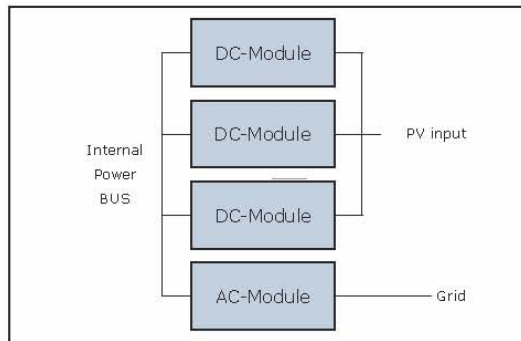 DC-Module
DC-Module
PV input
Internal
Power
BUS
DC-Module
AC-Module
Grid